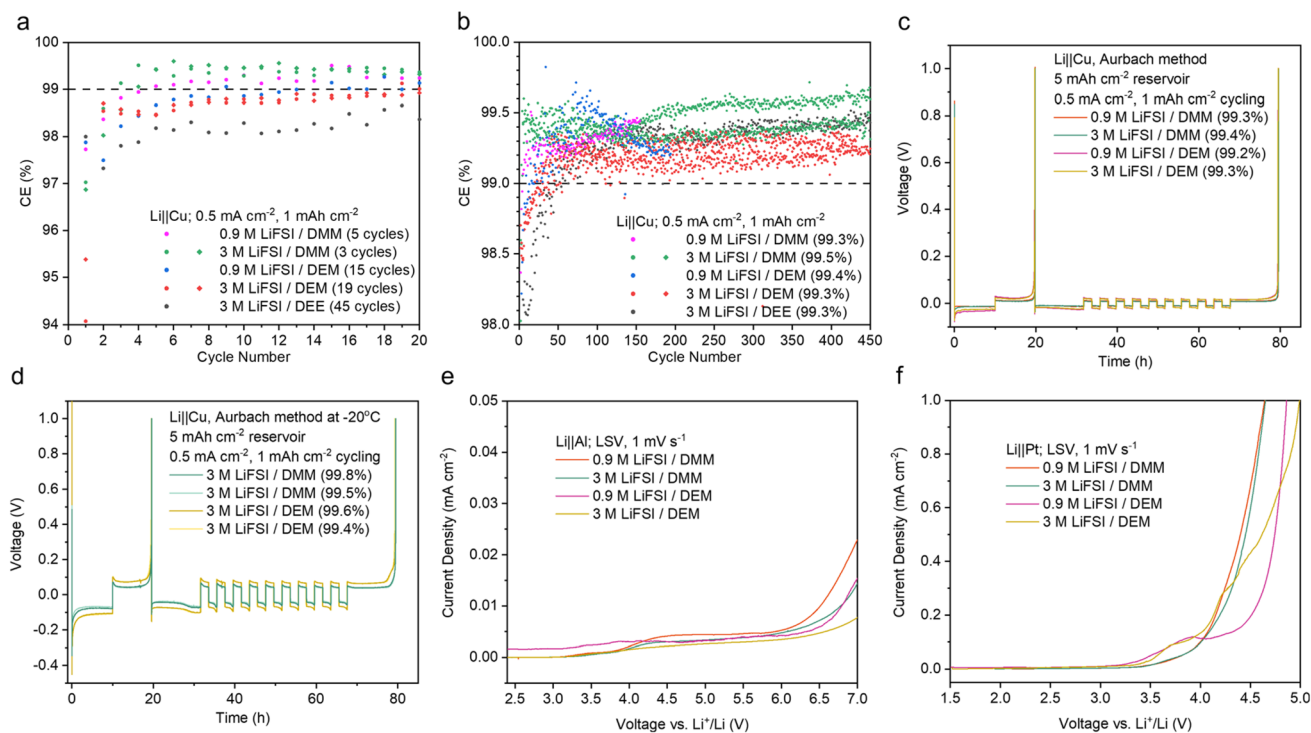 a
100
99
98
97
96
95
94
CE (%)
Li||Cu; 0.5 mA cm⁻², 1 mAh cm⁻²
0.9 M LiFSI / DMM (5 cycles)
3 M LiFSI / DMM (3 cycles)
0.9 M LiFSI / DEM (15 cycles)
3 M LiFSI / DEM (19 cycles)
3 M LiFSI / DEE (45 cycles)
0 2 4 6 8 10 12 14 16 18 20
Cycle Number
b
100.0
99.5
99.0
98.5
98.0
CE (%)
Li||Cu; 0.5 mA cm⁻², 1 mAh cm⁻²
0.9 M LiFSI / DMM (99.3%)
3 M LiFSI / DMM (99.5%)
0.9 M LiFSI / DEM (99.4%)
3 M LiFSI / DEM (99.3%)
3 M LiFSI / DEE (99.3%)
0 50 100 150 200 250 300 350 400 450
Cycle Number
c
1.0
0.8
0.6
0.4
0.2
0.0
Voltage (V)
Li||Cu, Aurbach method
5 mAh cm⁻² reservoir
0.5 mA cm⁻², 1 mAh cm⁻² cycling
0.9 M LiFSI / DMM (99.3%)
3 M LiFSI / DMM (99.4%)
0.9 M LiFSI / DEM (99.2%)
3 M LiFSI / DEM (99.3%)
0 20 40 60 80
Time (h)
d
1.0
0.8
0.6
0.4
0.2
0.0
-0.2
-0.4
Voltage (V)
Li||Cu, Aurbach method at -20°C
5 mAh cm⁻² reservoir
0.5 mA cm⁻², 1 mAh cm⁻² cycling
3 M LiFSI / DMM (99.8%)
3 M LiFSI / DMM (99.5%)
3 M LiFSI / DEM (99.6%)
3 M LiFSI / DEM (99.4%)
0 20 40 60 80
Time (h)
e
0.05
0.04
0.03
0.02
0.01
0.00
Current Density (mA cm⁻²)
Li||Al; LSV, 1 mV s⁻¹
0.9 M LiFSI / DMM
3 M LiFSI / DMM
0.9 M LiFSI / DEM
3 M LiFSI / DEM
2.5 3.0 3.5 4.0 4.5 5.0 5.5 6.0 6.5 7.0
Voltage vs. Li⁺/Li (V)
f
1.0
0.8
0.6
0.4
0.2
0.0
Current Density (mA cm⁻²)
Li||Pt; LSV, 1 mV s⁻¹
0.9 M LiFSI / DMM
3 M LiFSI / DMM
0.9 M LiFSI / DEM
3 M LiFSI / DEM
1.5 2.0 2.5 3.0 3.5 4.0 4.5 5.0
Voltage vs. Li⁺/Li (V)